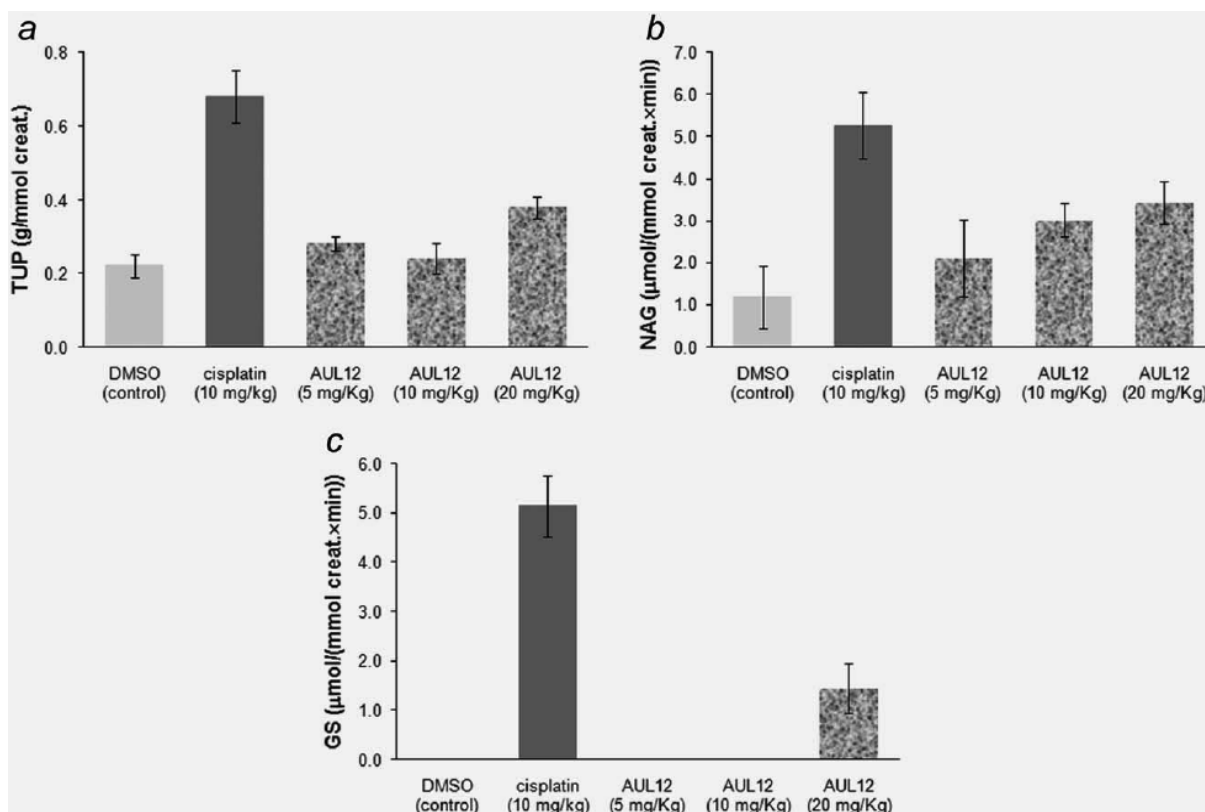 a
TUP (g/mmol creat.)
0.8
0.6
0.4
0.2
0.0
DMSO
(control)
cisplatin
(10 mg/kg)
AUL12
(5 mg/Kg)
AUL12
(10 mg/Kg)
AUL12
(20 mg/Kg)
b
NAG (μmol/(mmol creat.×min))
7.0
6.0
5.0
4.0
3.0
2.0
1.0
0.0
DMSO
(control)
cisplatin
(10 mg/kg)
AUL12
(5 mg/Kg)
AUL12
(10 mg/Kg)
AUL12
(20 mg/Kg)
c
GS (μmol/(mmol creat.×min))
6.0
5.0
4.0
3.0
2.0
1.0
0.0
DMSO
(control)
cisplatin
(10 mg/kg)
AUL12
(5 mg/Kg)
AUL12
(10 mg/Kg)
AUL12
(20 mg/Kg)